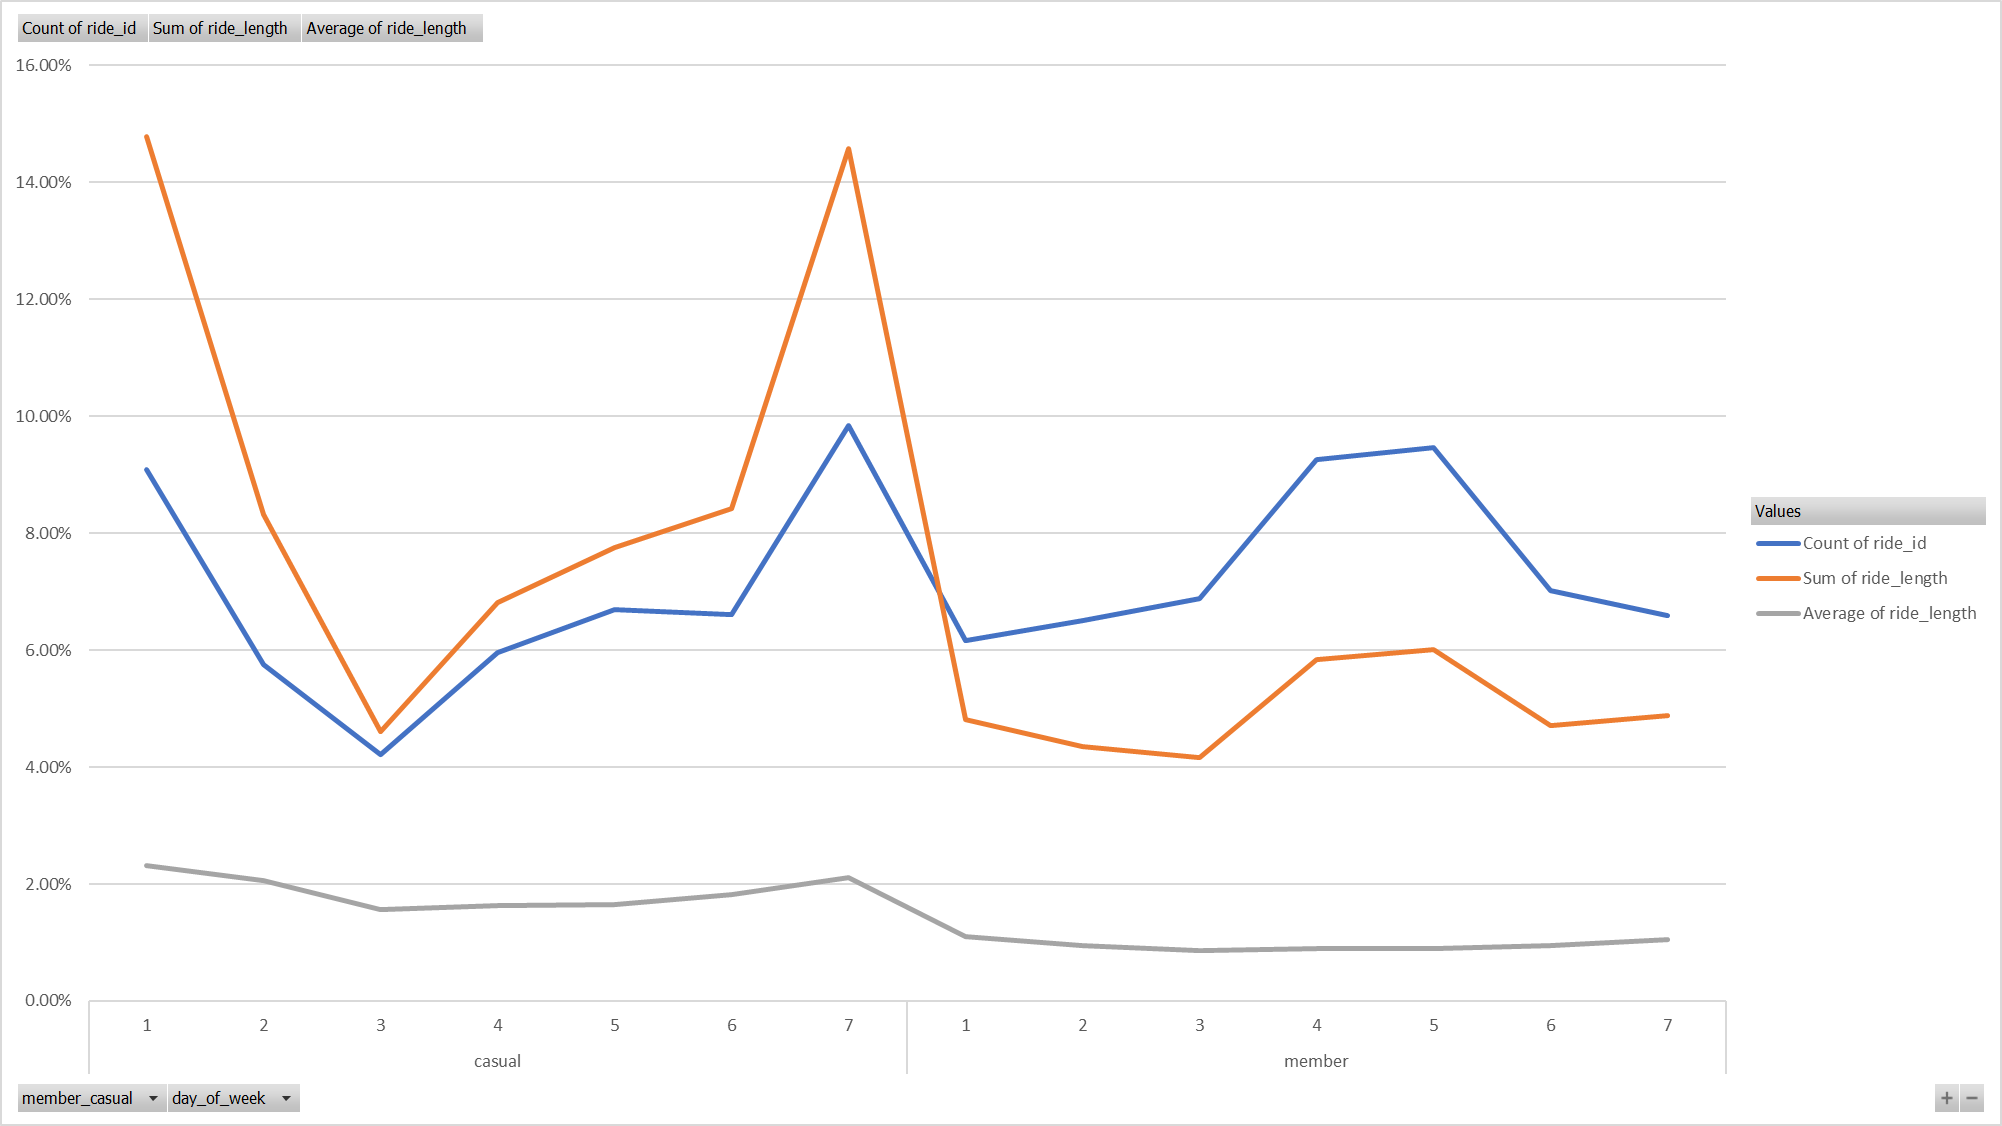 Count of ride_id Sum of ride_length Average of ride_length
16.00%
14.00%
12.00%
10.00%
8.00%
6.00%
4.00%
2.00%
0.00%
1 2 3 4 5 6 7 1 2 3 4 5 6 7
casual member
Values
Count of ride_id
Sum of ride_length
Average of ride_length
member_casual day_of_week
+ −